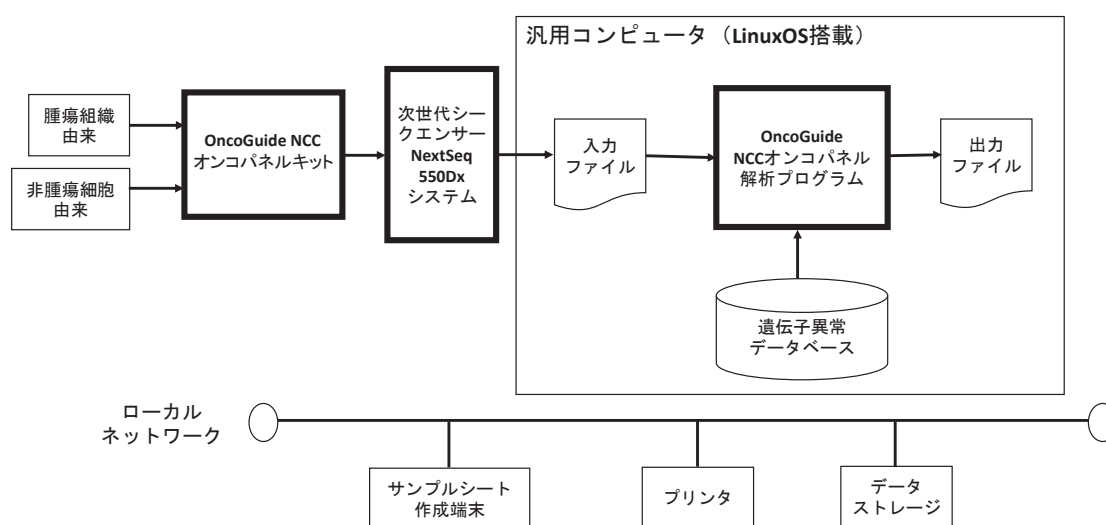 汎用コンピュータ（LinuxOS搭載）
腫瘍組織
由来
非腫瘍細胞
由来
OncoGuide NCC
オンコパネルキット
次世代シー
クエンサー
NextSeq
550Dx
システム
入力
ファイル
OncoGuide
NCCオンコパネル
解析プログラム
出力
ファイル
遺伝子異常
データベース
ローカル
ネットワーク
サンプルシート
作成端末
プリンタ
データ
ストレージ